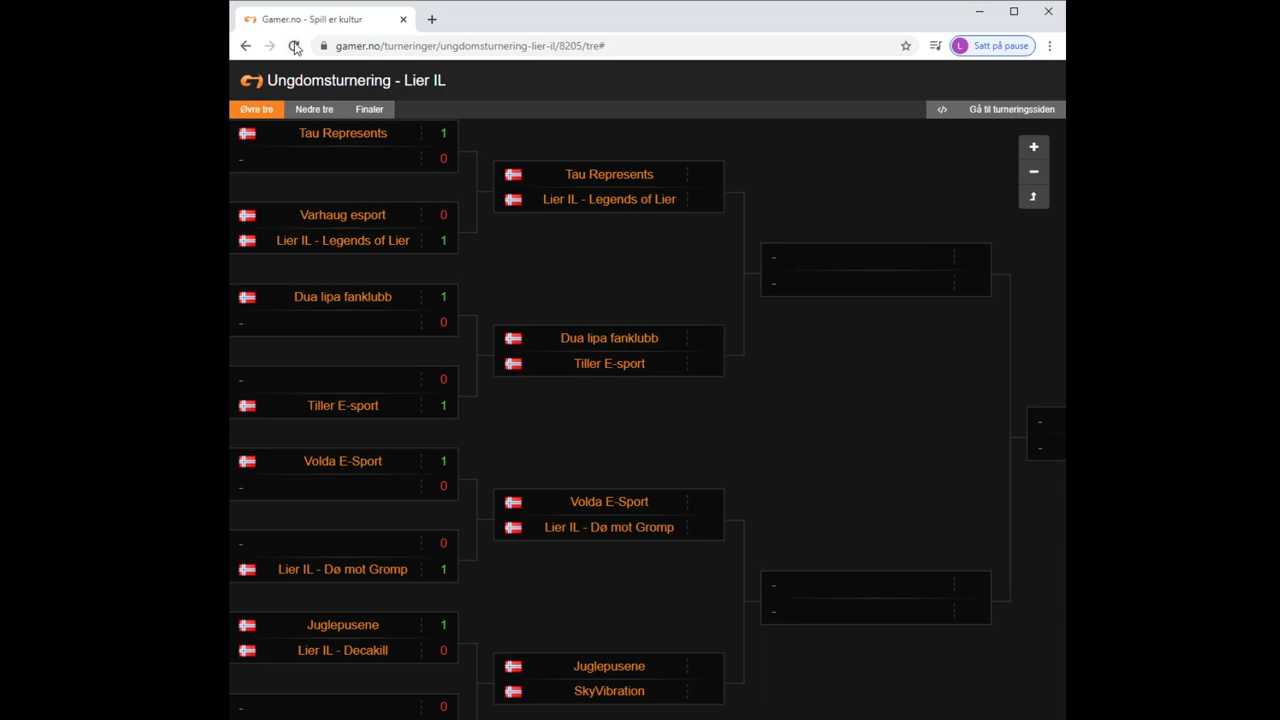 Gamer.no - Spill er kultur
gamer.no/turneringer/ungdomsturnering-lier-il/8205/tre#
L Satt på pause
Ungdomsturnering - Lier IL
Øvre tre Nedre tre Finaler </> Gå til turneringssiden
Tau Represents 1
- 0
Varhaug esport 0
Lier IL - Legends of Lier 1
Dua lipa fanklubb 1
- 0
- 0
Tiller E-sport 1
Volda E-Sport 1
- 0
- 0
Lier IL - Dø mot Gromp 1
Juglepusene 1
Lier IL - Decakill 0
- 0
Tau Represents
Lier IL - Legends of Lier
Dua lipa fanklubb
Tiller E-sport
Volda E-Sport
Lier IL - Dø mot Gromp
Juglepusene
SkyVibration
-
-
-
-
-
-